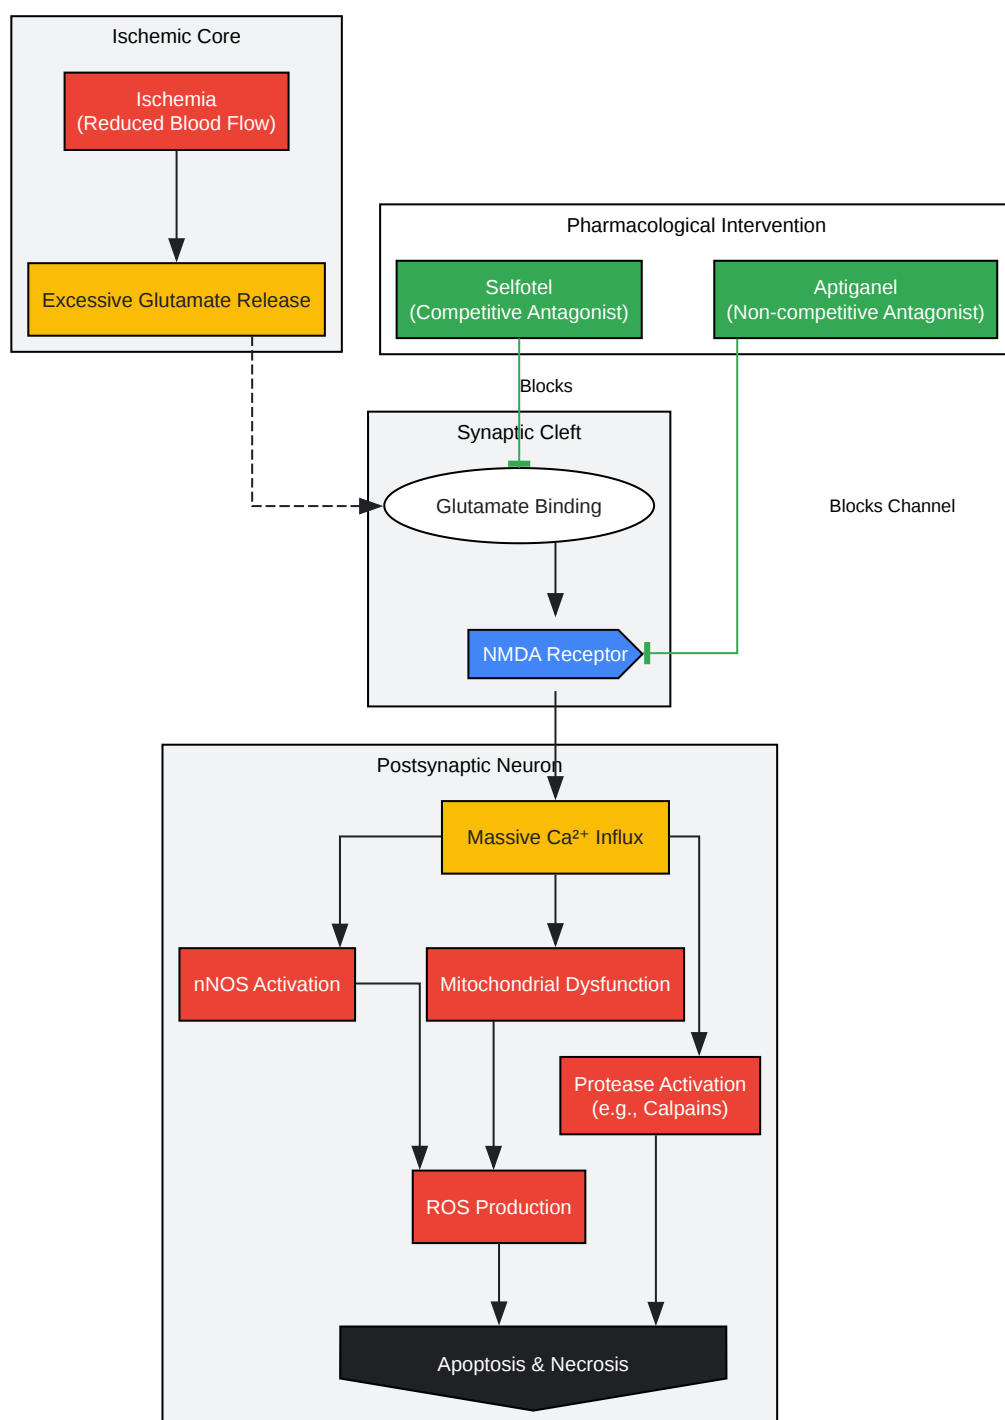 Ischemic Core
Ischemia
(Reduced Blood Flow)
Excessive Glutamate Release
Pharmacological Intervention
Selfotel
(Competitive Antagonist)
Aptiganel
(Non-competitive Antagonist)
Blocks
Synaptic Cleft
Glutamate Binding
Blocks Channel
NMDA Receptor
Postsynaptic Neuron
Massive Ca²⁺ Influx
nNOS Activation
Mitochondrial Dysfunction
Protease Activation
(e.g., Calpains)
ROS Production
Apoptosis & Necrosis